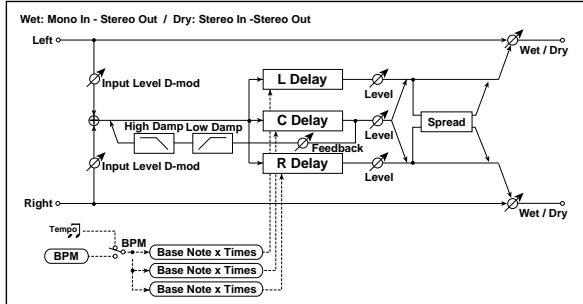 Wet: Mono In - Stereo Out / Dry: Stereo In -Stereo Out
Left
Wet / Dry
Input Level D-mod
L Delay
Level
High Damp
Low Damp
C Delay
Level
Spread
Feedback
Input Level D-mod
R Delay
Level
Right
Wet / Dry
Tempo
BPM
BPM
Base Note x Times
Base Note x Times
Base Note x Times